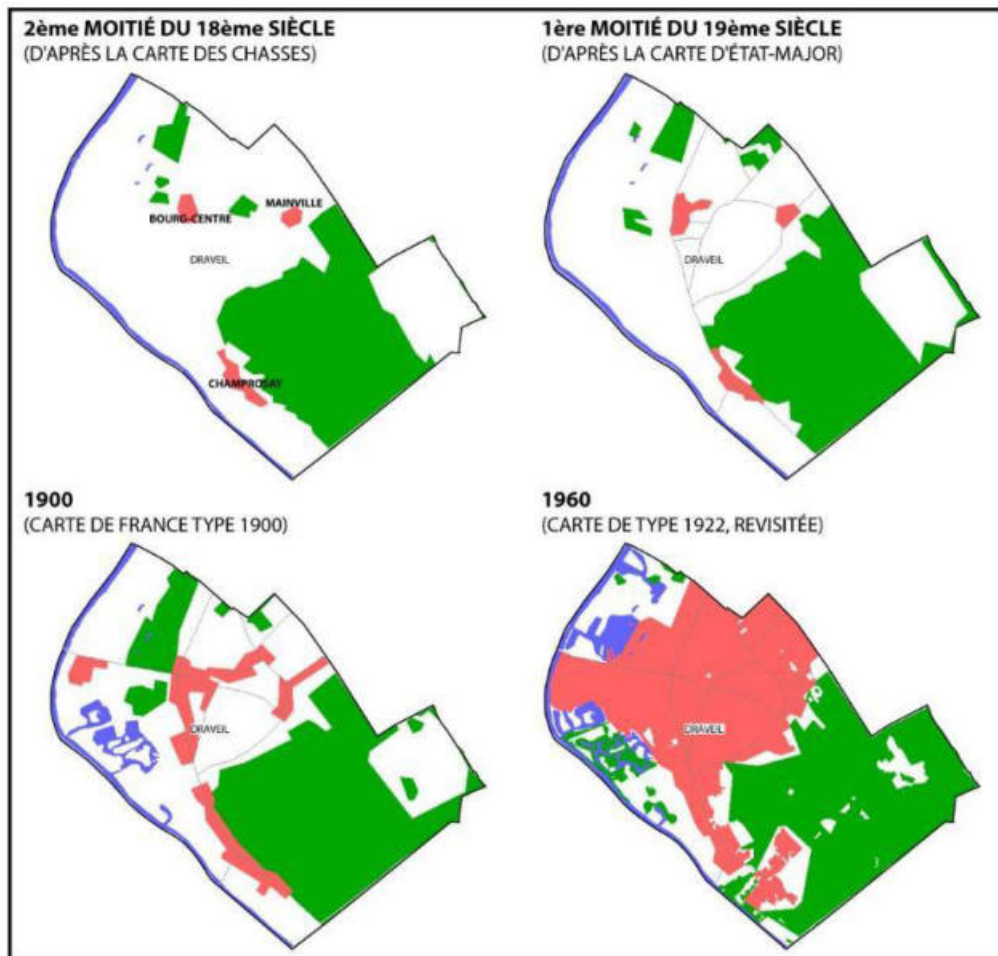 2ème MOITIÉ DU 18ème SIÈCLE
(D'APRÈS LA CARTE DES CHASSES)
MAINVILLE
BOURG-CENTRE
DRAVEIL
CHAMPROSAY
1ère MOITIÉ DU 19ème SIÈCLE
(D'APRÈS LA CARTE D'ÉTAT-MAJOR)
DRAVEIL
1900
(CARTE DE FRANCE TYPE 1900)
DRAVEIL
1960
(CARTE DE TYPE 1922, REVISITÉE)
DRAVEIL